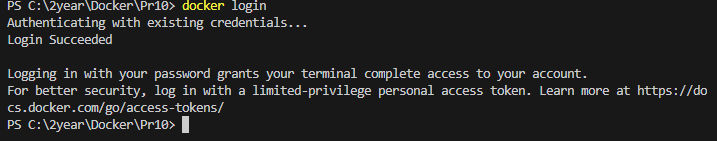 PS C:\2year\Docker\Pr10> docker login
Authenticating with existing credentials...
Login Succeeded
Logging in with your password grants your terminal complete access to your account.
For better security, log in with a limited-privilege personal access token. Learn more at https://do
cs.docker.com/go/access-tokens/
PS C:\2year\Docker\Pr10>